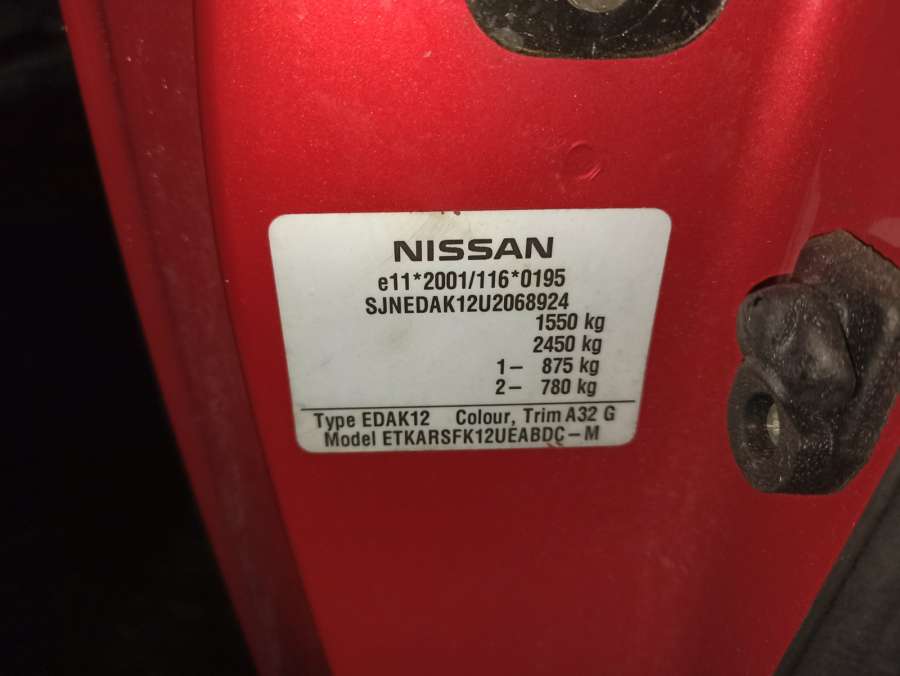 NISSAN
e11*2001/116*0195
SJNEDAK12U2068924
1550 kg
2450 kg
1– 875 kg
2– 780 kg
Type EDAK12 Colour, Trim A32 G
Model ETKARSFK12UEABDC–M